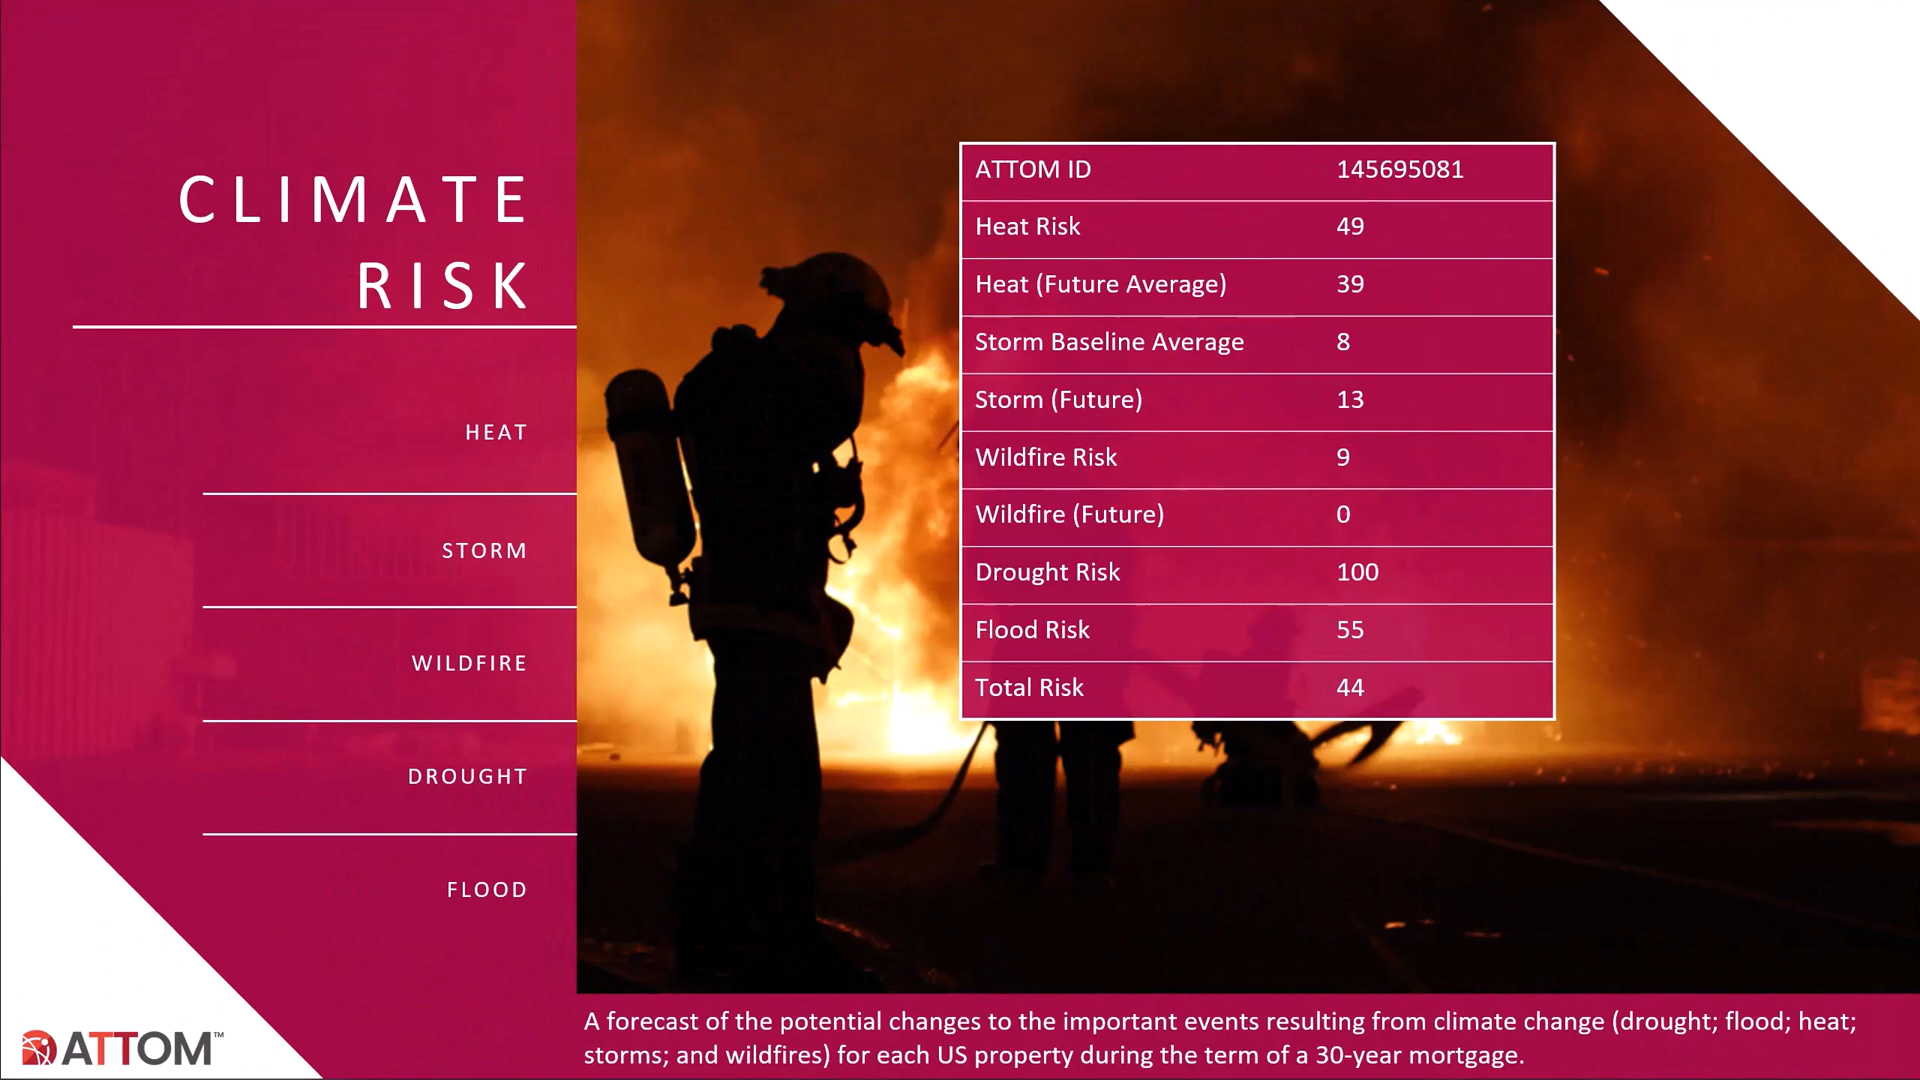 CLIMATE
RISK
HEAT
STORM
WILDFIRE
DROUGHT
FLOOD
ATTOM ID 145695081
Heat Risk 49
Heat (Future Average) 39
Storm Baseline Average 8
Storm (Future) 13
Wildfire Risk 9
Wildfire (Future) 0
Drought Risk 100
Flood Risk 55
Total Risk 44
ATTOM™
A forecast of the potential changes to the important events resulting from climate change (drought; flood; heat;
storms; and wildfires) for each US property during the term of a 30-year mortgage.